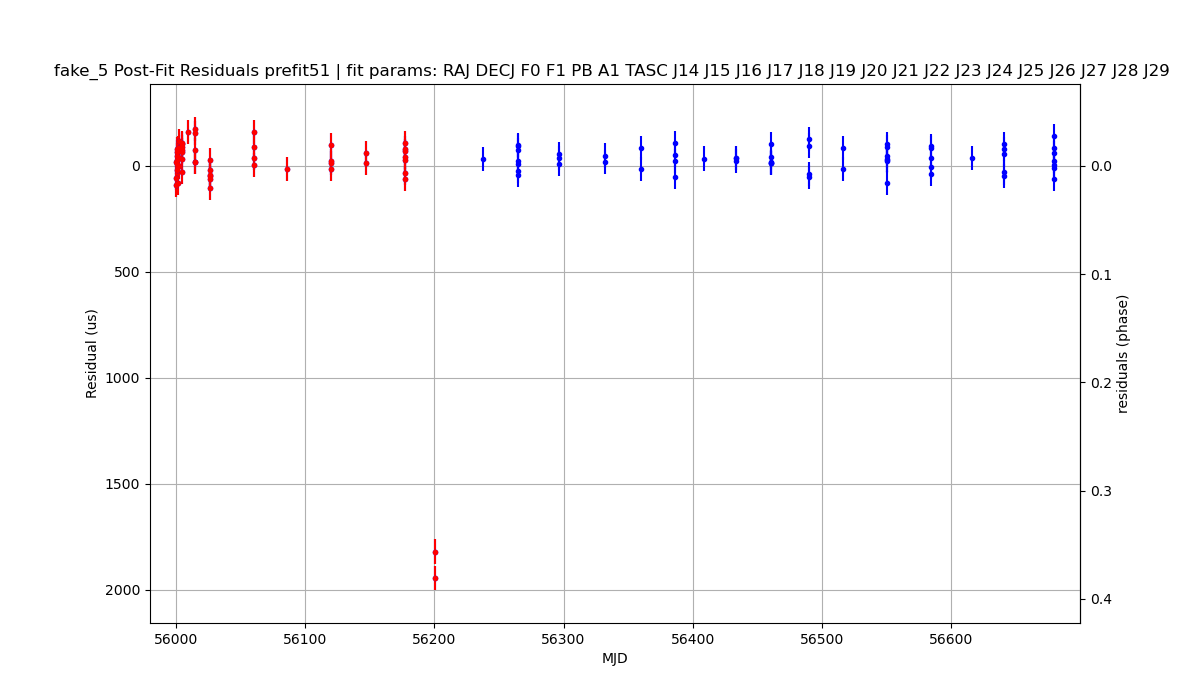 fake_5 Post-Fit Residuals prefit51 | fit params: RAJ DECJ F0 F1 PB A1 TASC J14 J15 J16 J17 J18 J19 J20 J21 J22 J23 J24 J25 J26 J27 J28 J29
0
500
1000
1500
2000
Residual (us)
0.0
0.1
0.2
0.3
0.4
residuals (phase)
56000 56100 56200 56300 56400 56500 56600
MJD